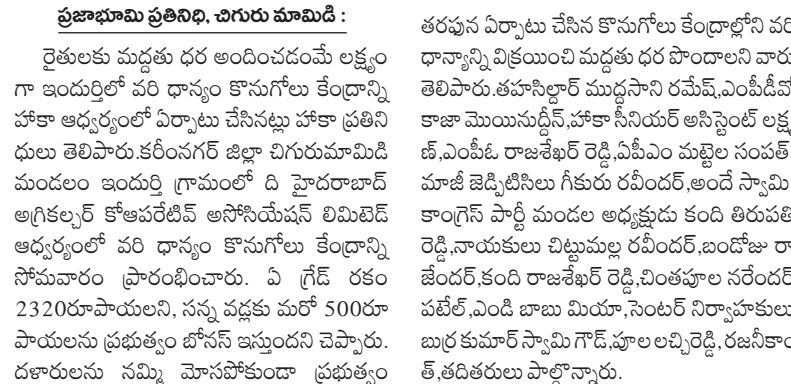 ప్రజాభూమి ప్రతినిధి, చిగురు మామిడి :
రైతులకు మద్దతు ధర అందించడంమే లక్ష్యం
గా ఇందుర్తిలో వరి ధాన్యం కొనుగోలు కేంద్రాన్ని
హాకా ఆధ్వర్యంలో ఏర్పాటు చేసినట్లు హాకా ప్రతిని
ధులు తెలిపారు.కరీంనగర్ జిల్లా చిగురుమామిడి
మండలం ఇందుర్తి గ్రామంలో ది హైదరాబాద్
అగ్రికల్చర్ కోఆపరేటివ్ అసోసియేషన్ లిమిటెడ్
ఆధ్వర్యంలో వరి ధాన్యం కొనుగోలు కేంద్రాన్ని
సోమవారం ప్రారంభించారు. ఏ గ్రేడ్ రకం
2320రూపాయలని, సన్న వడ్లకు మరో 500రూ
పాయలను ప్రభుత్వం బోనస్ ఇస్తుందని చెప్పారు.
దళారులను నమ్మి మోసపోకుండా ప్రభుత్వం
తరఫున ఏర్పాటు చేసిన కొనుగోలు కేంద్రాల్లోని వరి
ధాన్యాన్ని విక్రయించి మద్దతు ధర పొందాలని వారు
తెలిపారు.తహసిల్దార్ ముద్దసాని రమేష్,ఎంపీడీవో
కాజా మొయినుద్దీన్,హాకా సీనియర్ అసిస్టెంట్ లక్ష్మ
ణ్,ఎంపీఓ రాజశేఖర్ రెడ్డి,ఏపీఎం మట్టెల సంపత్
మాజీ జెడ్పిటిసిలు గీకురు రవీందర్,అందే స్వామి
కాంగ్రెస్ పార్టీ మండల అధ్యక్షుడు కంది తిరుపతి
రెడ్డి,నాయకులు చిట్టుమల్ల రవీందర్,బండోజు రా
జేందర్,కంది రాజశేఖర్ రెడ్డి,చింతపూల నరేందర్
పటేల్,ఎండి బాబు మియా,సెంటర్ నిర్వాహకులు
బుర్ర కుమార్ స్వామి గౌడ్,పూల లచ్చిరెడ్డి, రజనీకాం
త్,తదితరులు పాల్గొన్నారు.